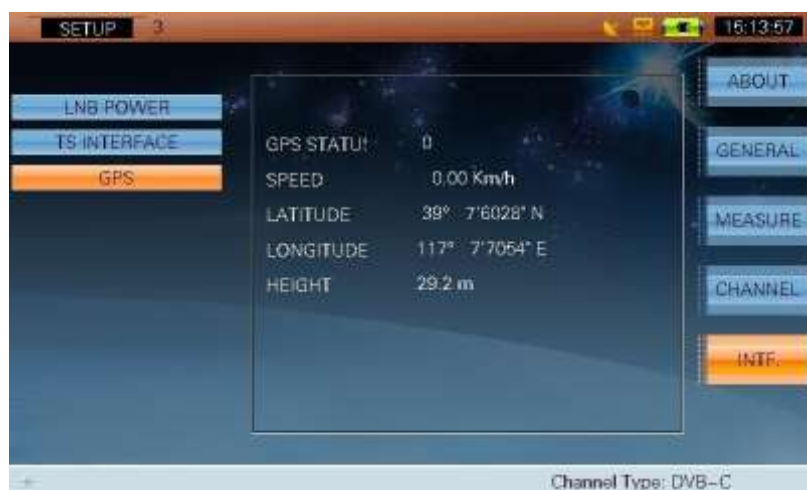 SETUP 3 15:13:57
LNB POWER
TS INTERFACE
GPS
GPS STATU!
0
SPEED 0.00 Km/h
LATITUDE 39° 7'6028" N
LONGITUDE 117° 7'7054" E
HEIGHT 29.2 m
ABOUT
GENERAL
MEASURE
CHANNEL
INTF.
Channel Type: DVB-C